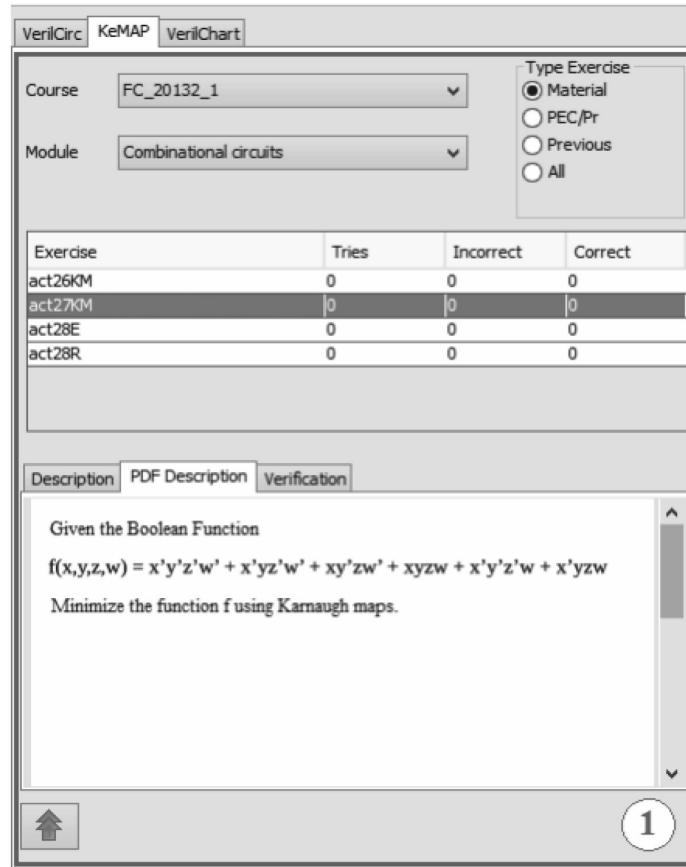 VerilCirc KeMAP VerilChart
Type Exercise
Course FC_20132_1
Material
PEC/Pr
Module Combinational circuits
Previous
All
Exercise Tries Incorrect Correct
act26KM 0 0 0
act27KM 0 0 0
act28E 0 0 0
act28R 0 0 0
Description PDF Description Verification
Given the Boolean Function
f(x,y,z,w) = x'y'z'w' + x'yz'w' + xy'zw' + xyzw + x'y'z'w + x'yzw
Minimize the function f using Karnaugh maps.
1